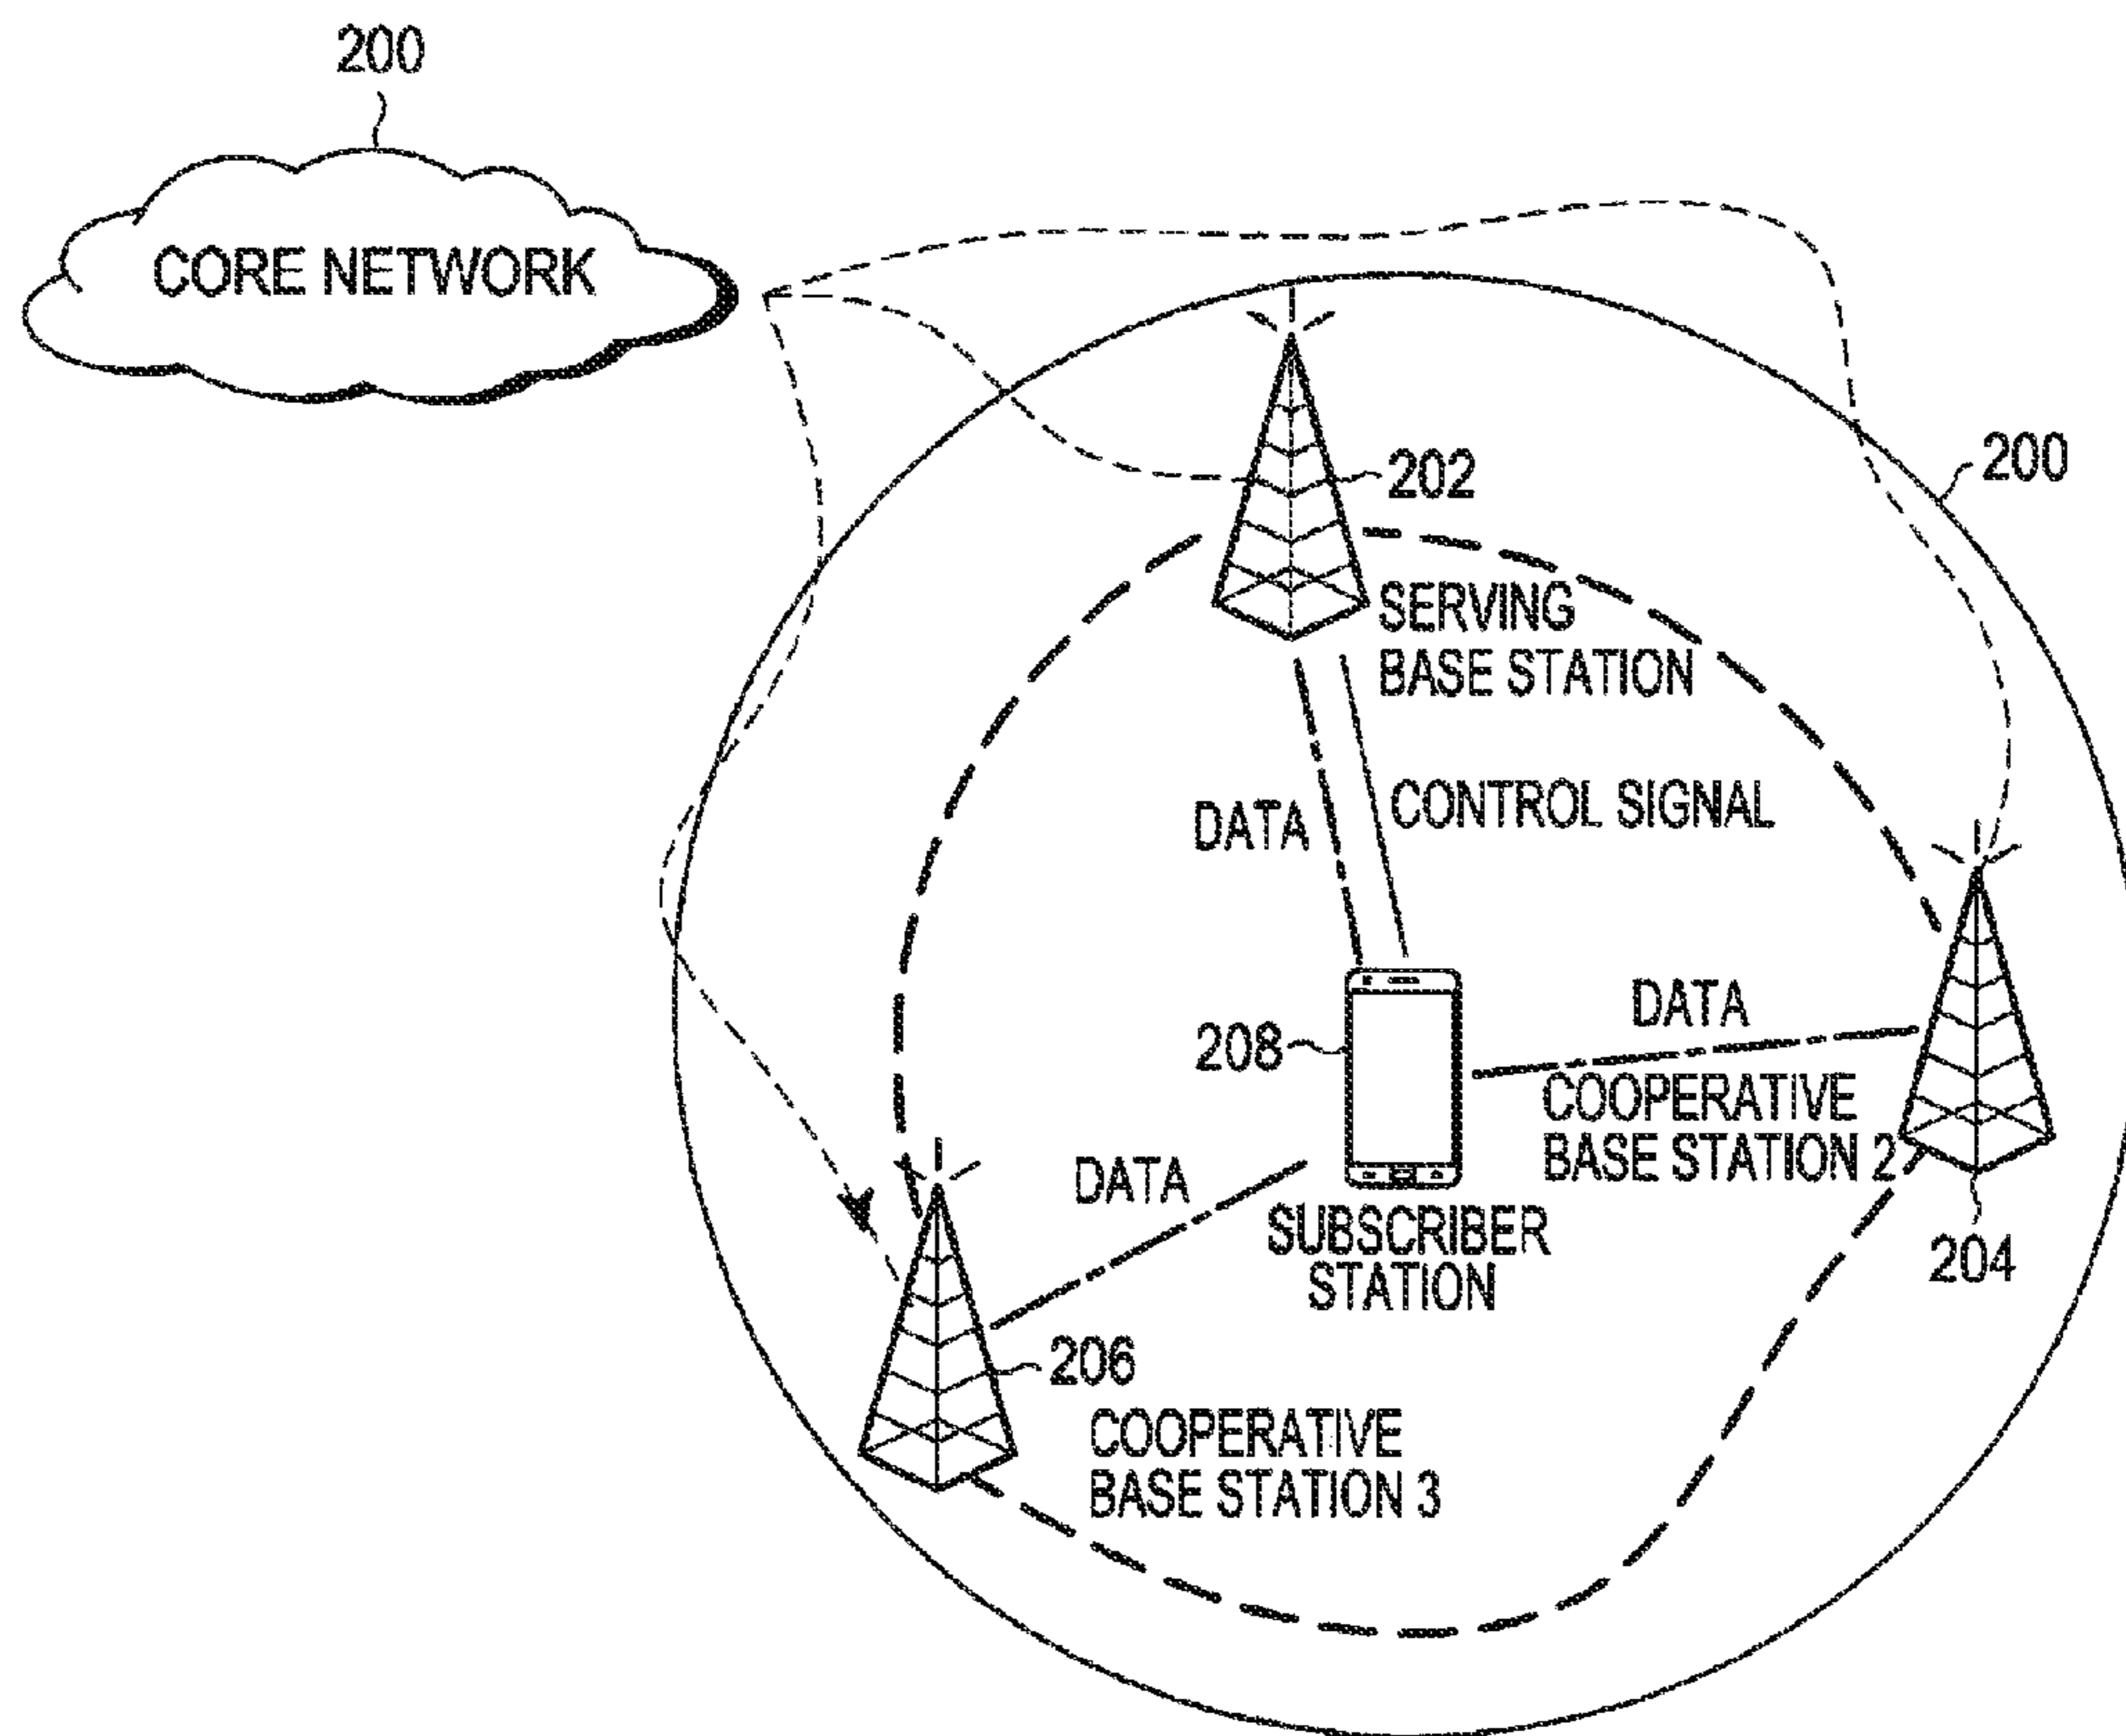 200
CORE NETWORK
200
202
SERVING
BASE STATION
DATA
CONTROL SIGNAL
208
DATA
COOPERATIVE
BASE STATION 2
204
DATA
SUBSCRIBER
STATION
206
COOPERATIVE
BASE STATION 3